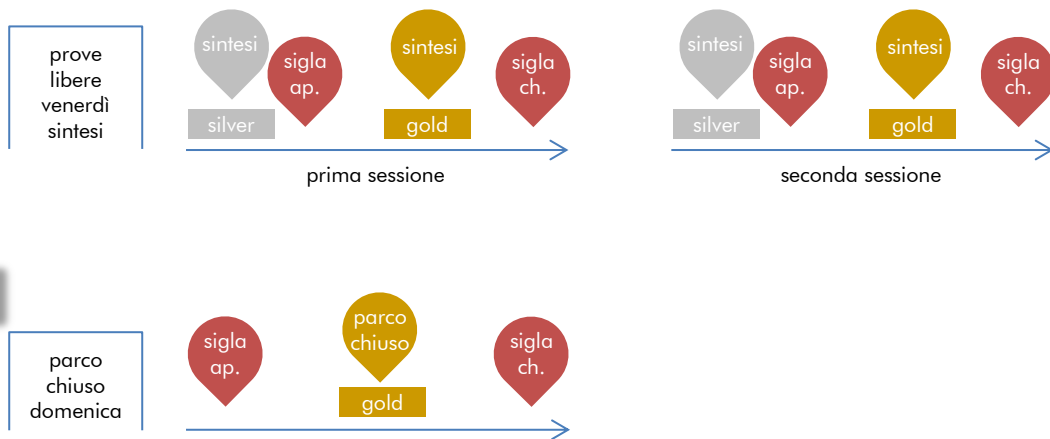 prove
libere
venerdì
sintesi
sintesi
silver
sigla
ap.
sintesi
gold
sigla
ch.
prima sessione
sintesi
silver
sigla
ap.
sintesi
gold
sigla
ch.
seconda sessione
parco
chiuso
domenica
sigla
ap.
parco
chiuso
gold
sigla
ch.